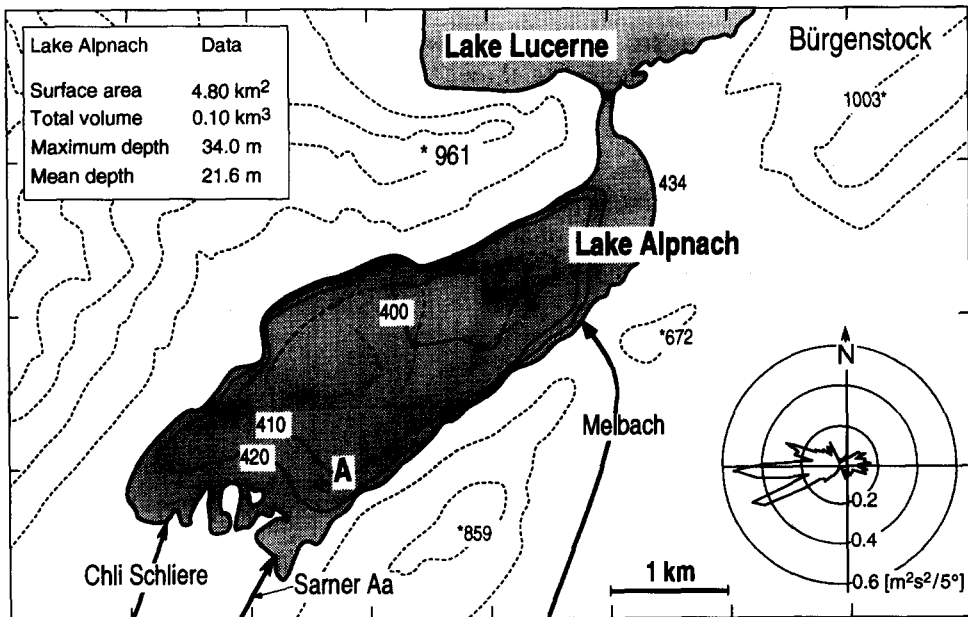 Lake Alpnach Data
Surface area 4.80 km²
Total volume 0.10 km³
Maximum depth 34.0 m
Mean depth 21.6 m
Lake Lucerne
Bürgenstock
1003*
* 961
434
Lake Alpnach
400
*672
N
410
Melbach
420
A
0.2
*859
0.4
Chli Schliere
Sarner Aa
1 km
0.6 [m²s²/5°]